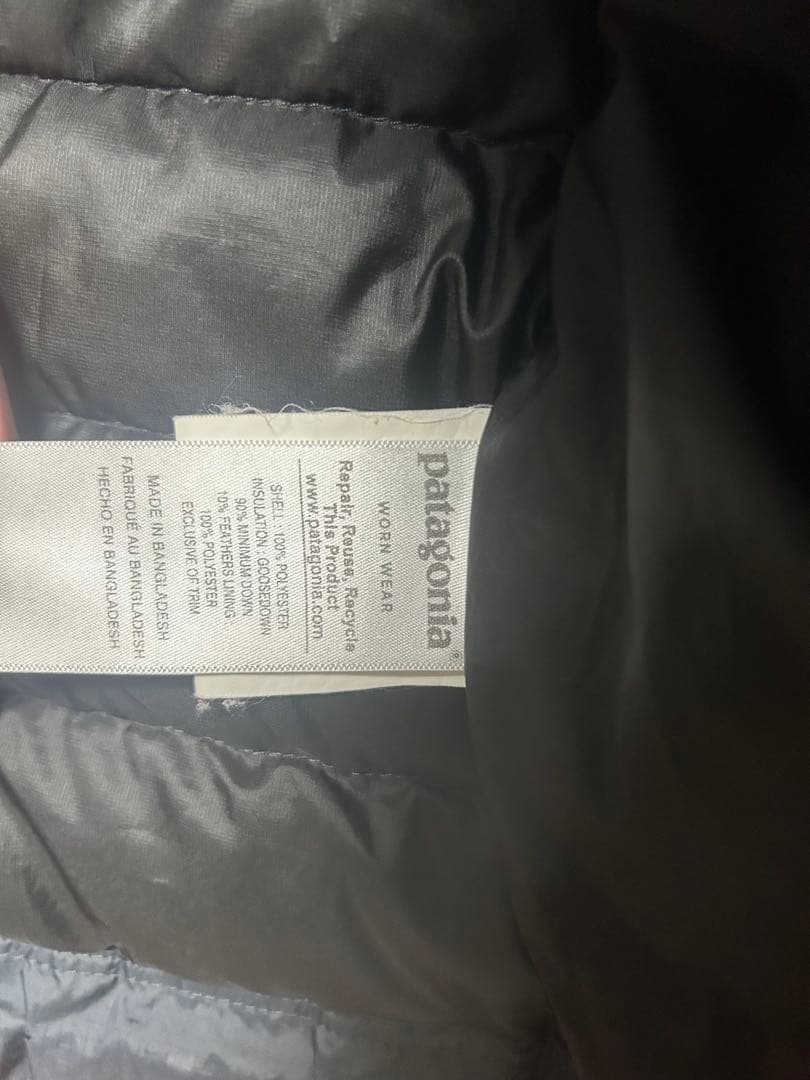 patagonia®
WORN WEAR
Repair, Reuse, Recycle
This Product
www.patagonia.com
SHELL : 100% POLYESTER
INSULATION : GOOSEDOWN
90% MINIMUM DOWN
10% FEATHERS LINING :
100% POLYESTER
EXCLUSIVE OF TRIM
MADE IN BANGLADESH
FABRIQUÉ AU BANGLADESH
HECHO EN BANGLADESH